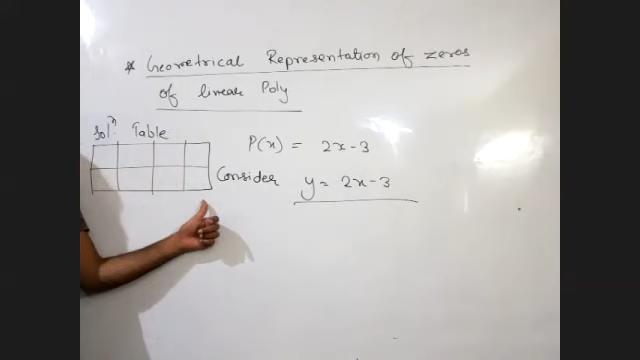 * Geometrical Representation of zeros
of linear Poly
Solⁿ. Table
P(x) = 2x - 3
Consider y = 2x - 3